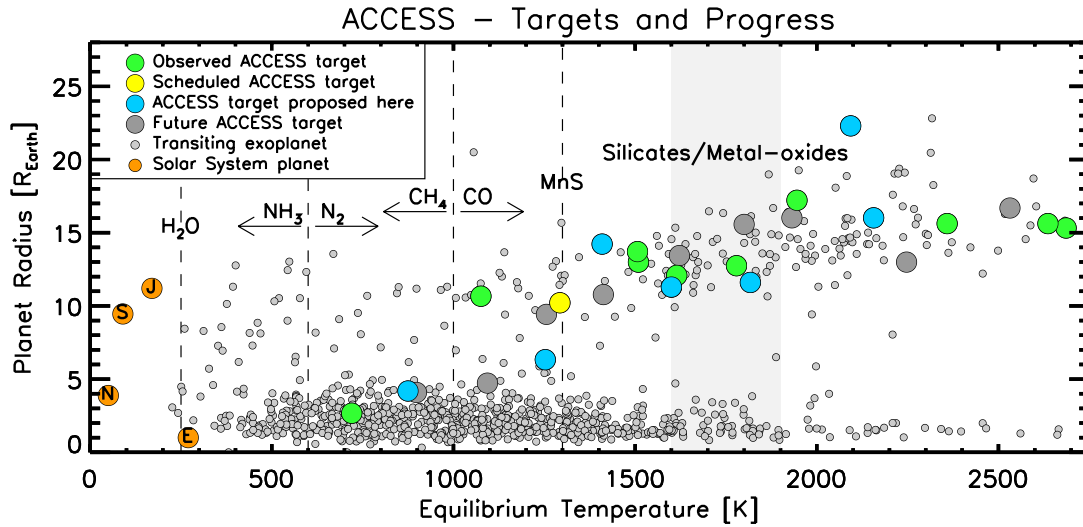 ACCESS – Targets and Progress
Observed ACCESS target
Scheduled ACCESS target
ACCESS target proposed here
Future ACCESS target
Transiting exoplanet
Solar System planet
Silicates/Metal-oxides
MnS
CH4 CO
NH3 N2
H2O
J
S
N
E
Planet Radius [REarth]
25
20
15
10
5
0
0 500 1000 1500 2000 2500
Equilibrium Temperature [K]